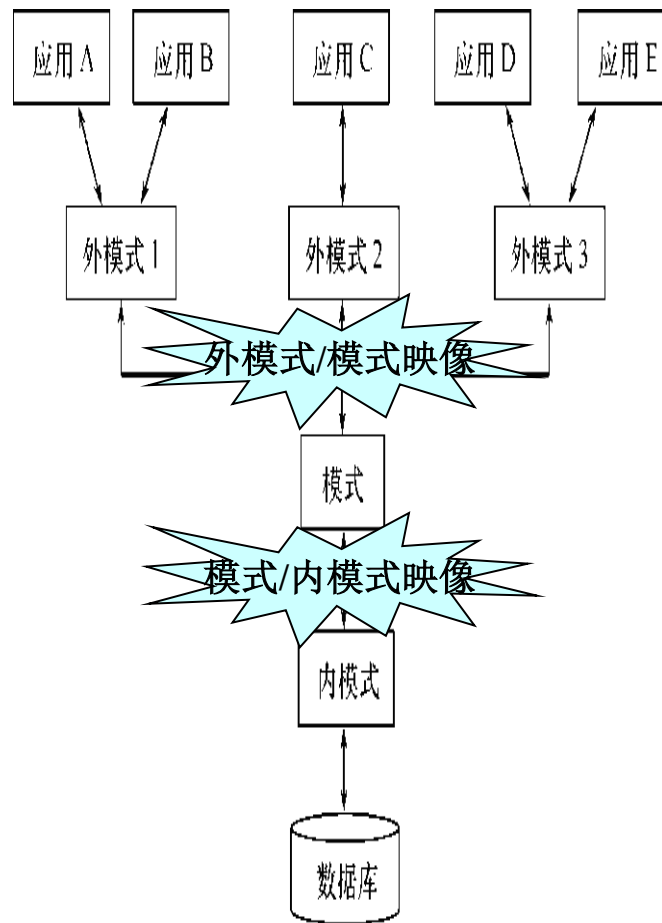 应用A 应用B 应用C 应用D 应用E
外模式1 外模式2 外模式3
外模式/模式映像
模式
模式/内模式映像
内模式
数据库